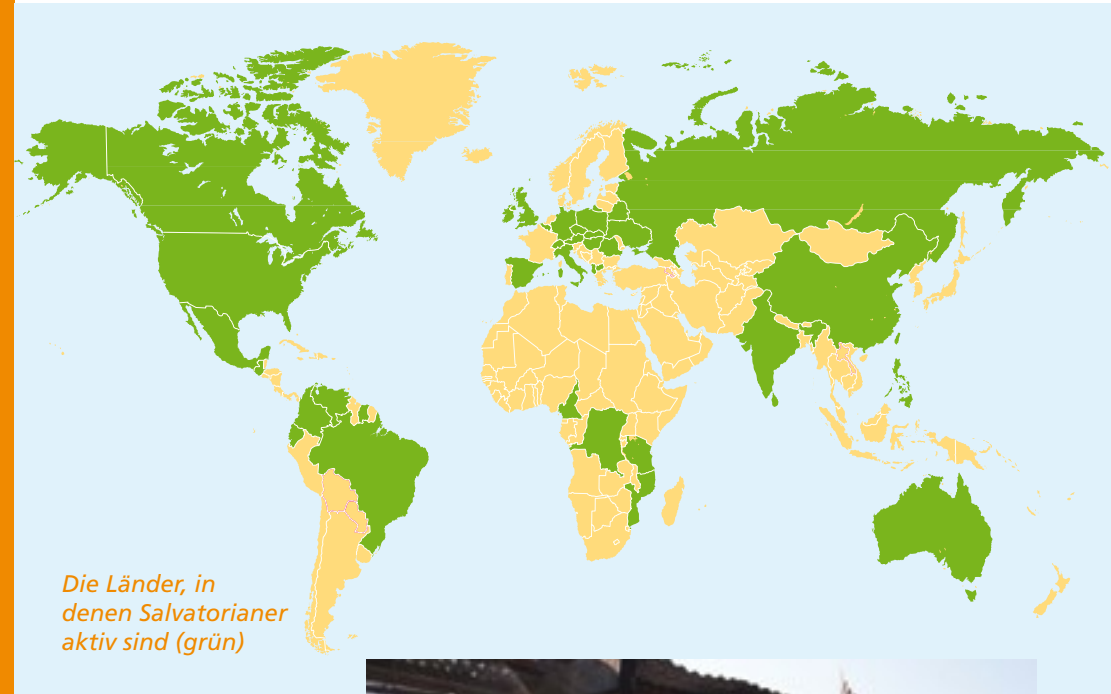 Die Länder, in
denen Salvatorianer
aktiv sind (grün)